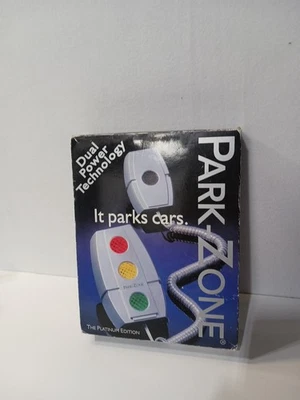 Dual
Power
Technology
PARK-ZONE®
It parks cars.
THE PLATINUM EDITION